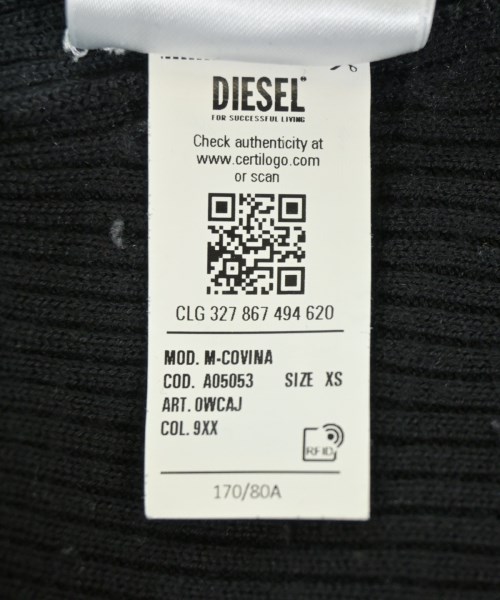 DIESEL
FOR SUCCESSFUL LIVING
Check authenticity at
www.certilogo.com
or scan
CLG 327 867 494 620
MOD. M-COVINA
COD. A05053 SIZE XS
ART. 0WCAJ
COL. 9XX
RFID
170/80A